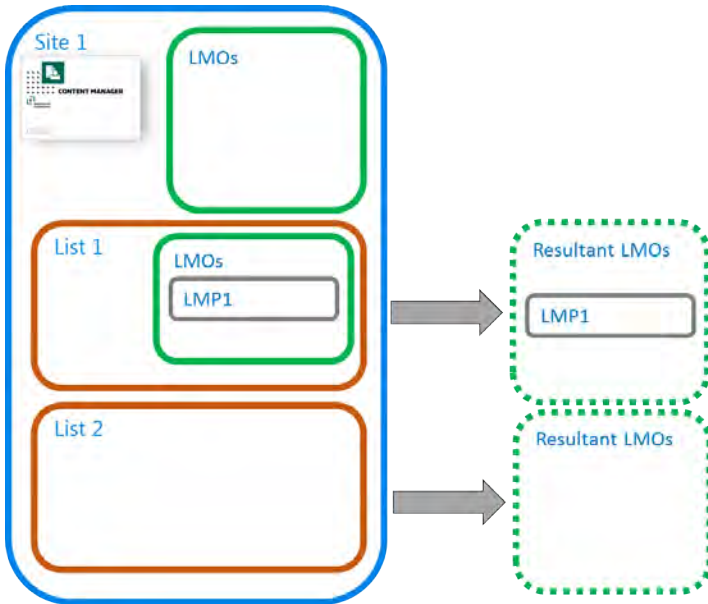 Site 1
LMOs
CONTENT MANAGER
List 1
LMOs
LMP1
Resultant LMOs
LMP1
List 2
Resultant LMOs